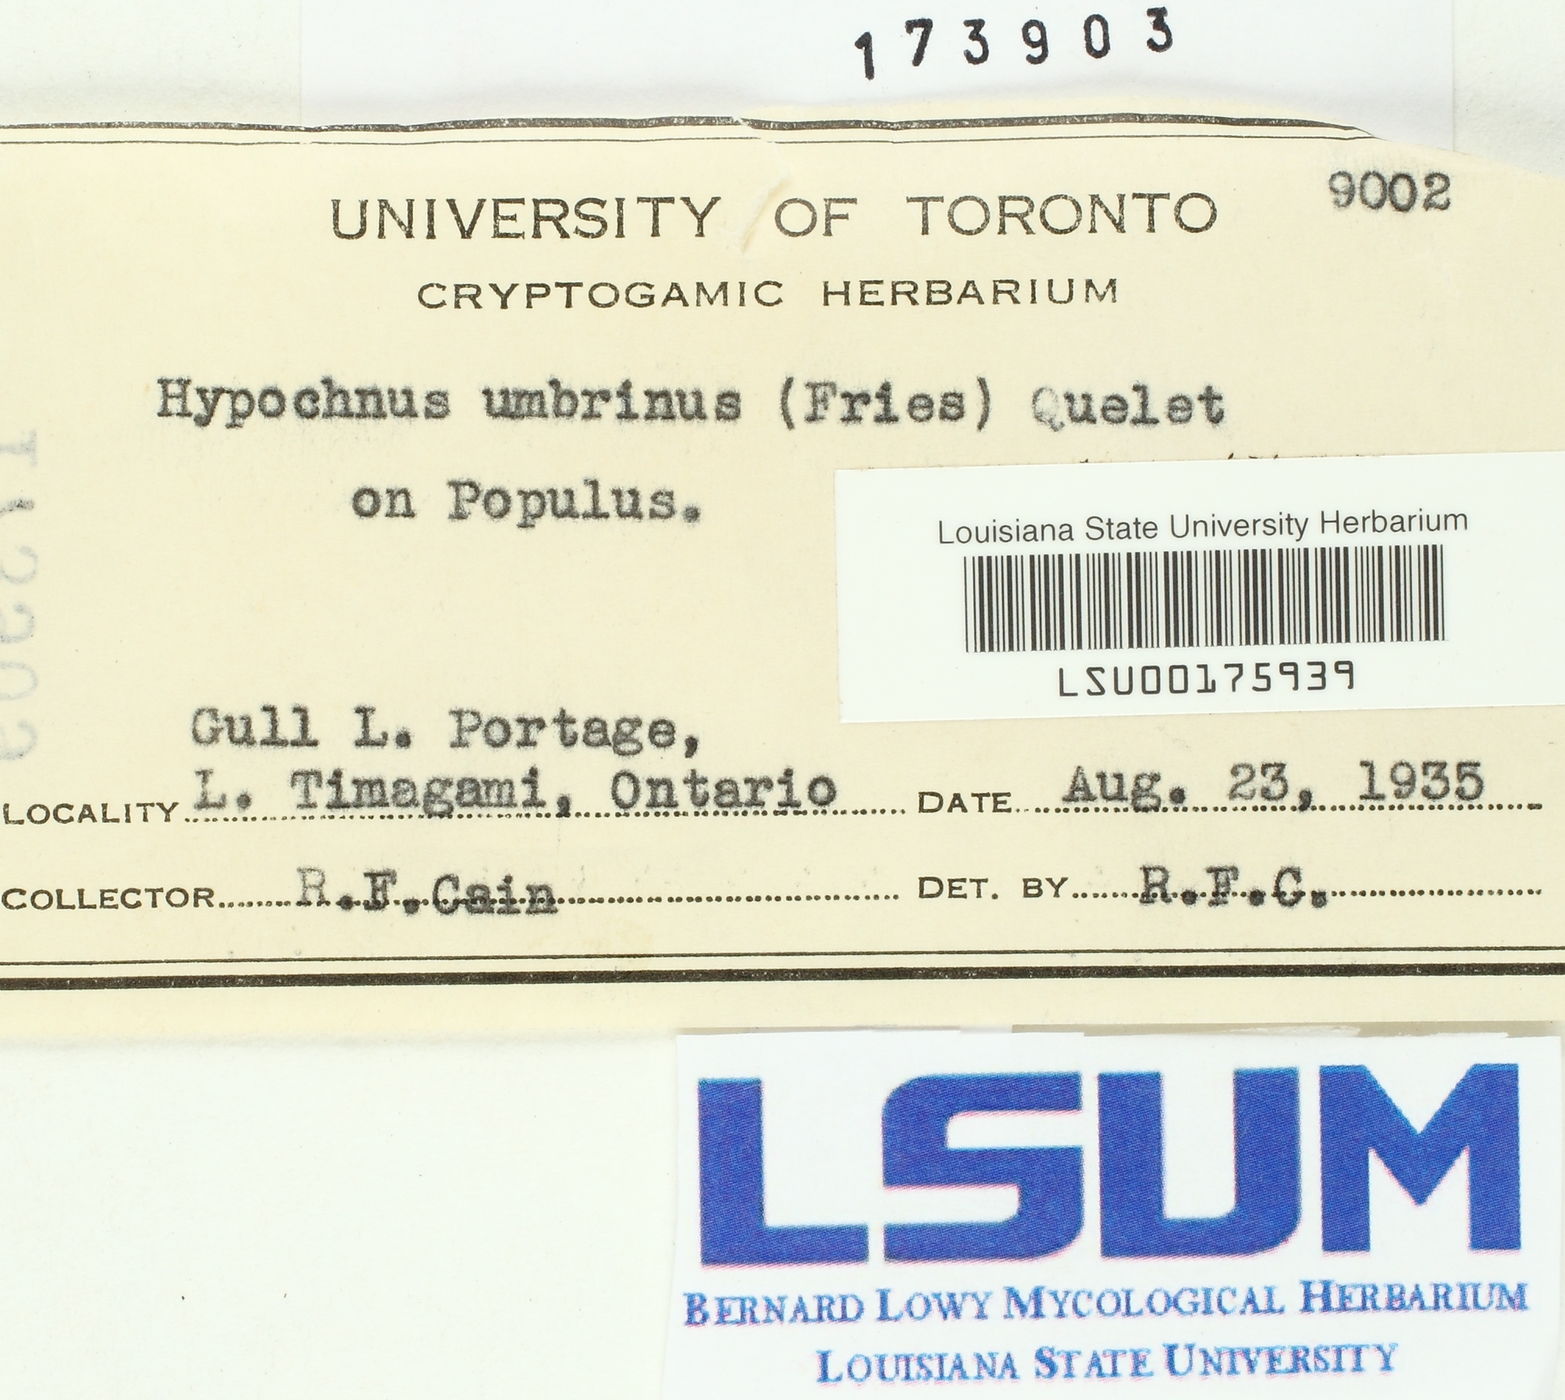 173903
UNIVERSITY OF TORONTO 9002
CRYPTOGAMIC HERBARIUM
Hypochnus umbrinus (Fries) Quelet
on Populus.
Louisiana State University Herbarium
LSU00175939
Gull L. Portage,
LOCALITY L. Timagami, Ontario DATE Aug. 23, 1935
COLLECTOR R.F.Cain DET. BY R.F.C.
LSUM
BERNARD LOWY MYCOLOGICAL HERBARIUM
LOUISIANA STATE UNIVERSITY